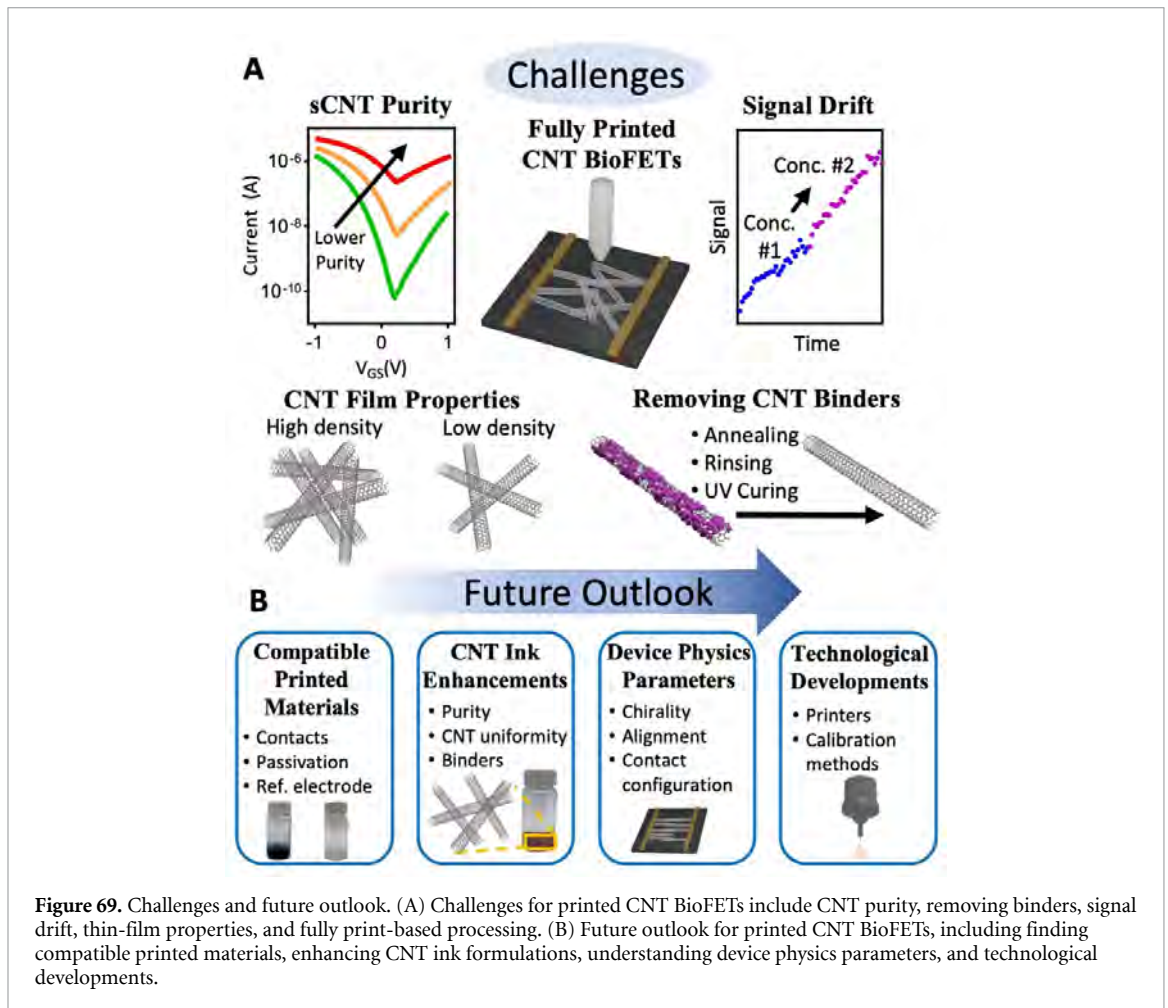 A
Challenges
sCNT Purity
10-6
10-8
10-10
Current (A)
Lower
Purity
-1
0
1
VGS(V)
Fully Printed
CNT BioFETs
Signal Drift
Signal
Conc. #2
Conc.
#1
Time
CNT Film Properties
High density
Low density
Removing CNT Binders
• Annealing
• Rinsing
• UV Curing
Future Outlook
B
Compatible
Printed
Materials
• Contacts
• Passivation
• Ref. electrode
CNT Ink
Enhancements
• Purity
• CNT uniformity
• Binders
Device Physics
Parameters
• Chirality
• Alignment
• Contact
configuration
Technological
Developments
• Printers
• Calibration
methods
Figure 69. Challenges and future outlook. (A) Challenges for printed CNT BioFETs include CNT purity, removing binders, signal
drift, thin-film properties, and fully print-based processing. (B) Future outlook for printed CNT BioFETs, including finding
compatible printed materials, enhancing CNT ink formulations, understanding device physics parameters, and technological
developments.